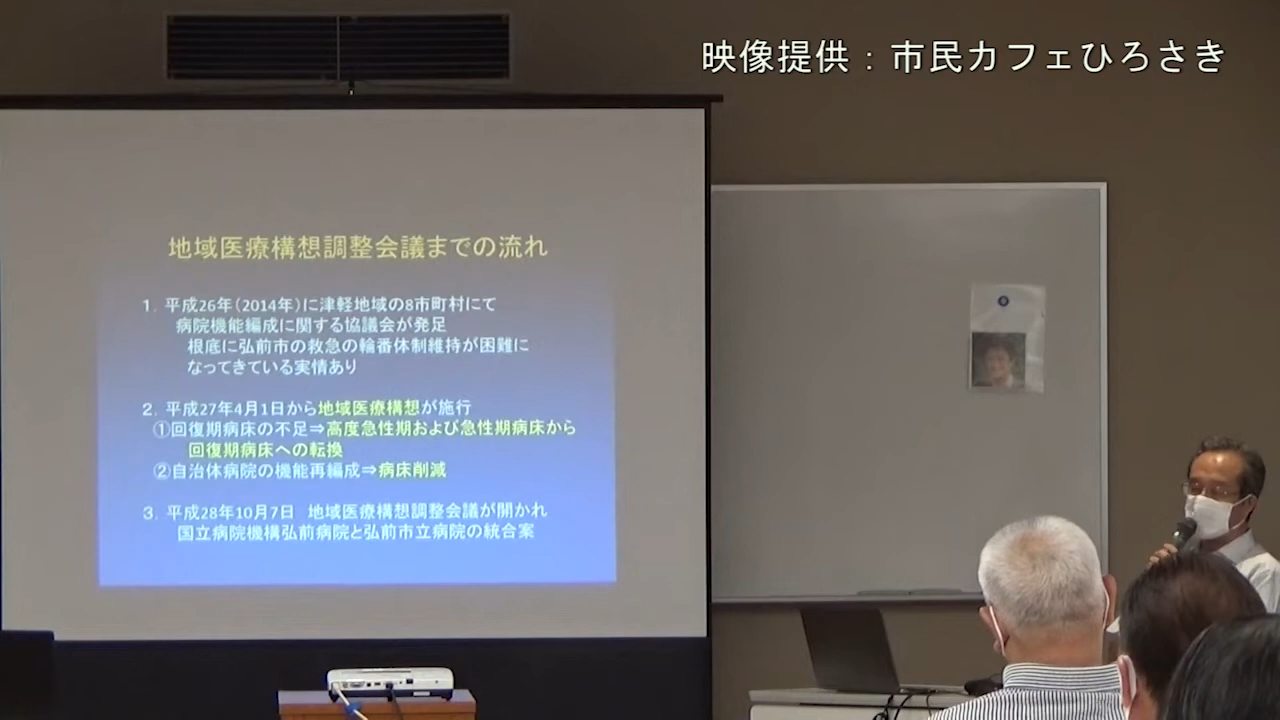 映像提供：市民カフェひろさき
地域医療構想調整会議までの流れ
１．平成26年（2014年）に津軽地域の8市町村にて
病院機能編成に関する協議会が発足
根底に弘前市の救急の輪番体制維持が困難に
なってきている実情あり
２．平成27年4月1日から地域医療構想が施行
①回復期病床の不足⇒高度急性期および急性期病床から
回復期病床への転換
②自治体病院の機能再編成⇒病床削減
３．平成28年10月7日　地域医療構想調整会議が開かれ
国立病院機構弘前病院と弘前市立病院の統合案